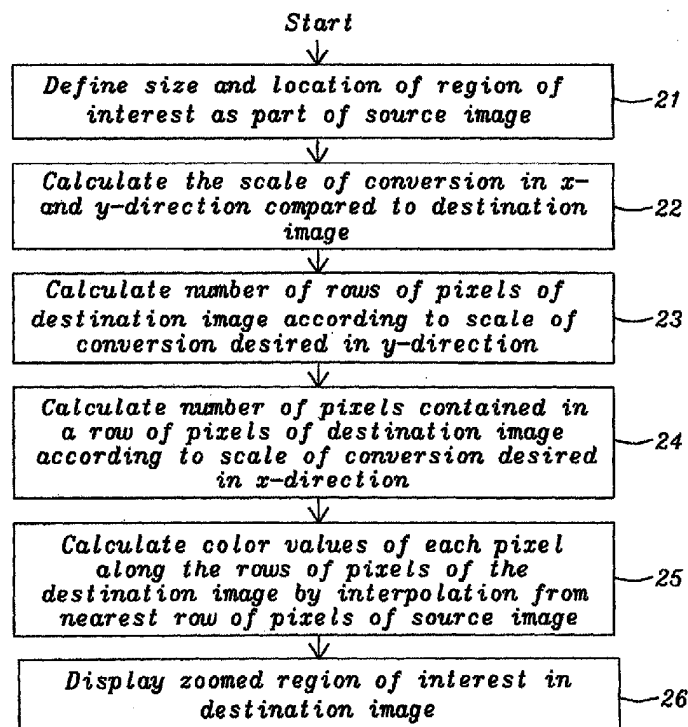 Start
Define size and location of region of
interest as part of source image
21
Calculate the scale of conversion in x-
and y-direction compared to destination
image
22
Calculate number of rows of pixels of
destination image according to scale of
conversion desired in y-direction
23
Calculate number of pixels contained in
a row of pixels of destination image
according to scale of conversion desired
in x-direction
24
Calculate color values of each pixel
along the rows of pixels of the
destination image by interpolation from
nearest row of pixels of source image
25
Display zoomed region of interest in
destination image
26